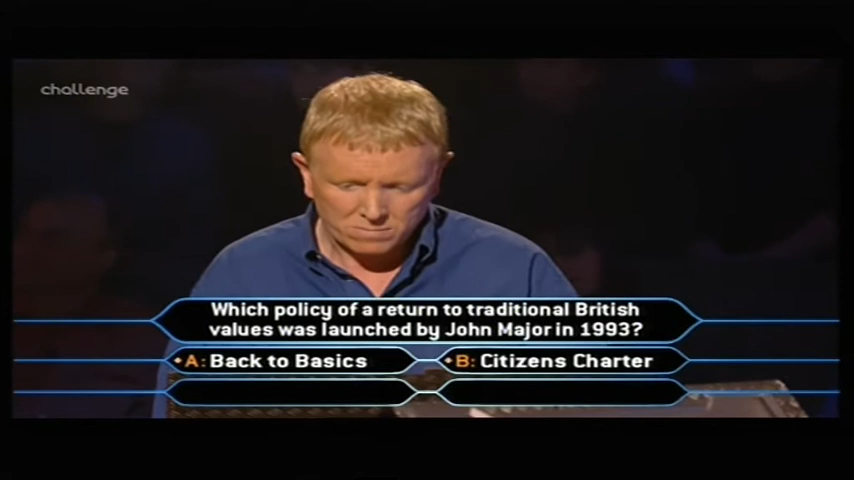 challenge
Which policy of a return to traditional British
values was launched by John Major in 1993?
A: Back to Basics
B: Citizens Charter